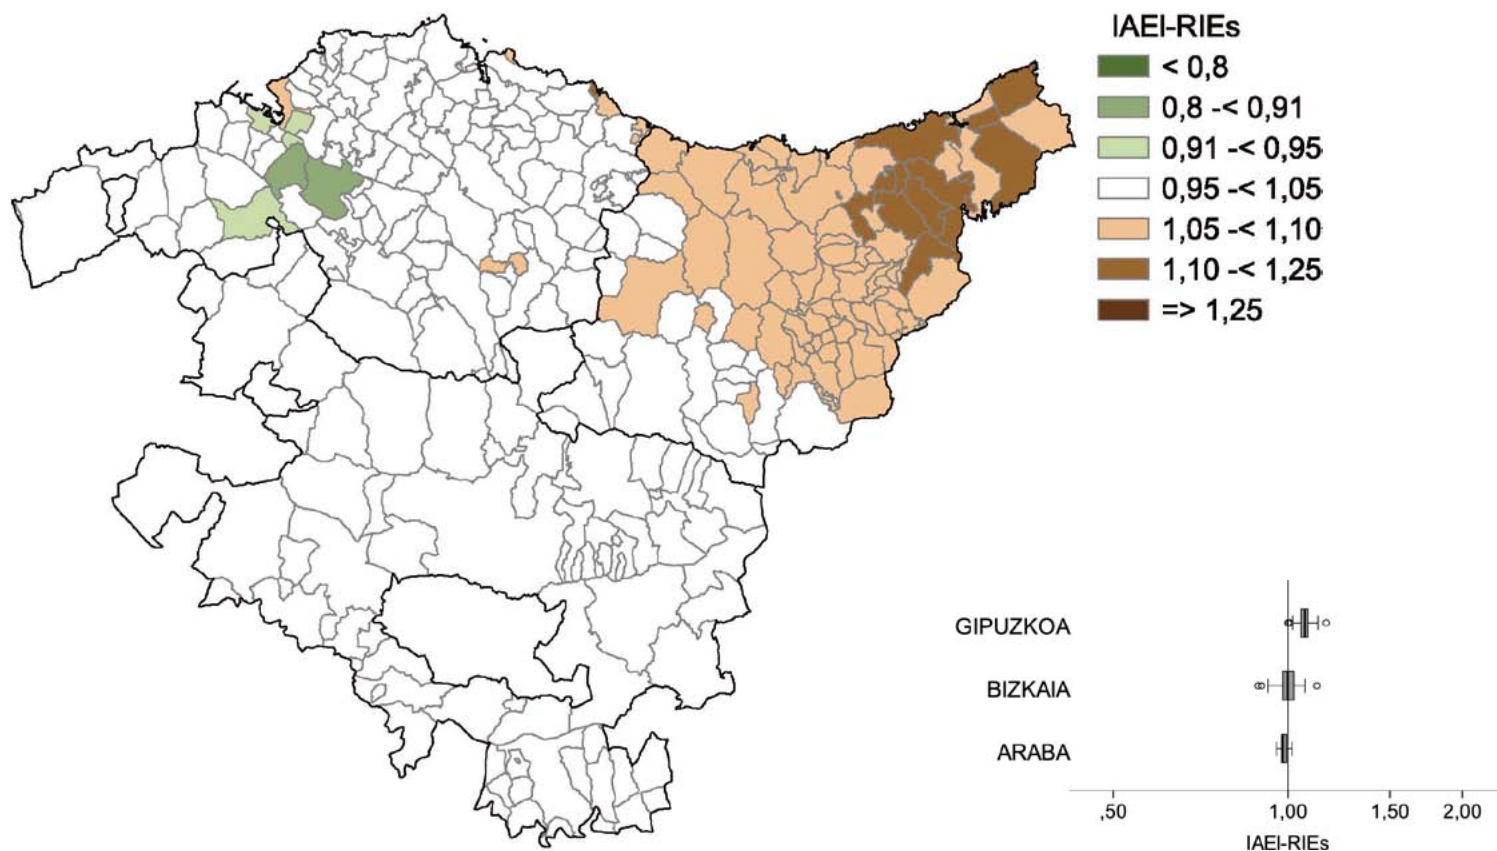 IAEI-RIEs
< 0,8
0,8 -< 0,91
0,91 -< 0,95
0,95 -< 1,05
1,05 -< 1,10
1,10 -< 1,25
=> 1,25
GIPUZKOA
BIZKAIA
ARABA
,50 1,00 1,50 2,00
IAEI-RIEs